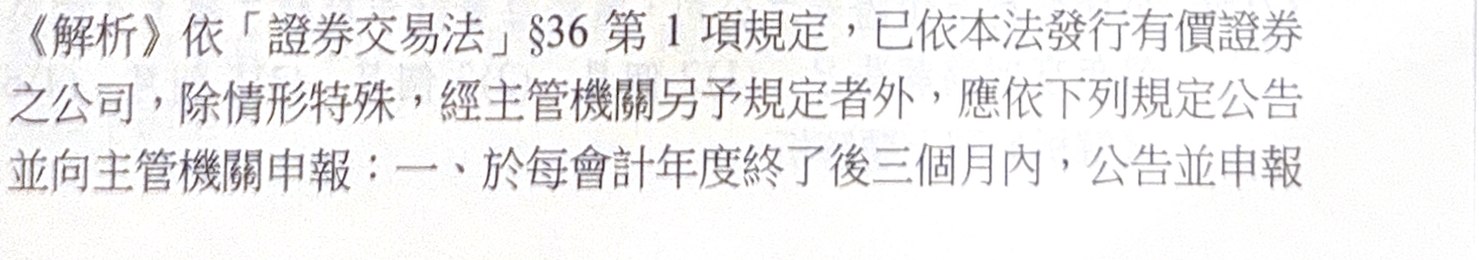 《解析》依「證券交易法」§36 第 1 項規定，已依本法發行有價證券
之公司，除情形特殊，經主管機關另予規定者外，應依下列規定公告
並向主管機關申報：一、於每會計年度終了後三個月內，公告並申報